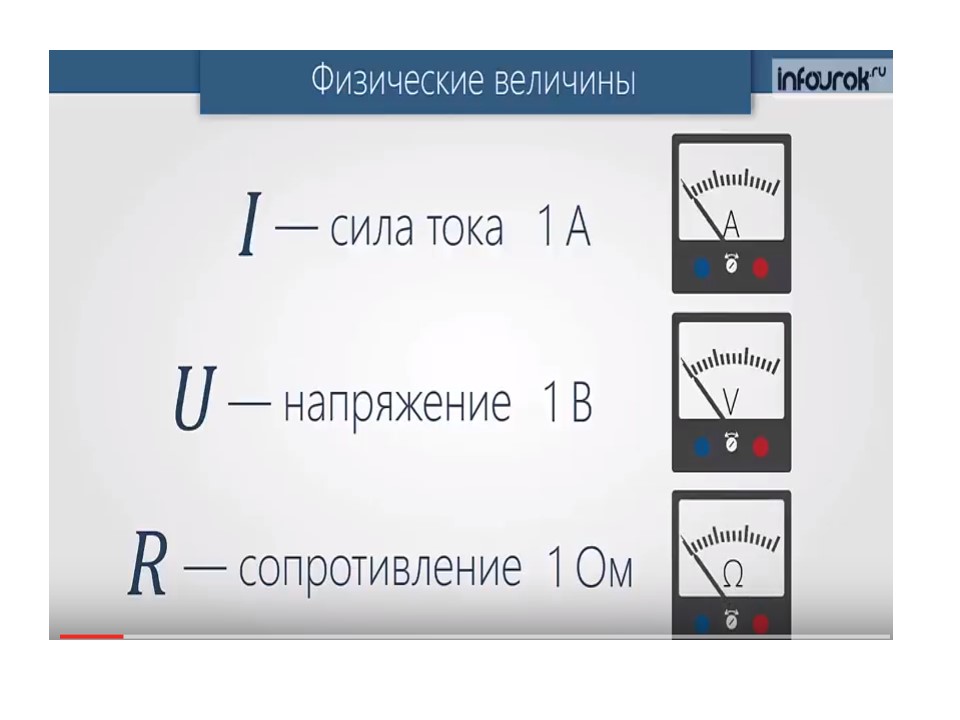 Физические величины
infourok.ru
I — сила тока 1 А
A
U — напряжение 1 В
V
R — сопротивление 1 Ом
Ω